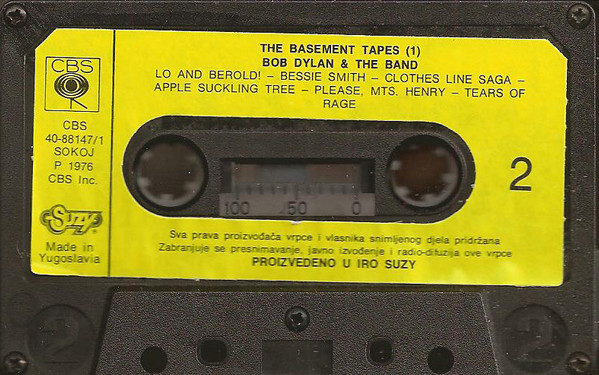 THE BASEMENT TAPES (1)
BOB DYLAN & THE BAND
LO AND BEROLD! – BESSIE SMITH – CLOTHES LINE SAGA –
APPLE SUCKLING TREE – PLEASE, MTS. HENRY – TEARS OF
RAGE
CBS
CBS
40-88147/1
SOKOJ
P 1976
CBS Inc.
Suzy
Made in
Yugoslavia
2
100 50 0
Sva prava proizvođača vrpce i vlasnika snimljenog djela pridržana
Zabranjuje se presnimavanje, javno izvođenje i radio-difuzija ove vrpce
PROIZVEDENO U IRO SUZY
2
2